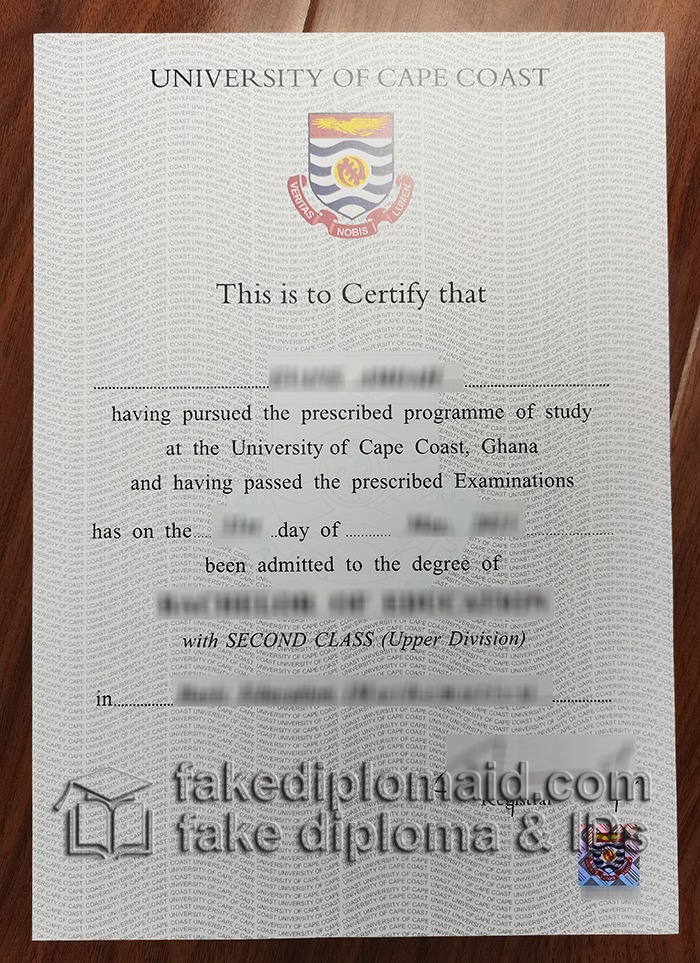 UNIVERSITY OF CAPE COAST
VERITAS NOBIS LUMEN
This is to Certify that
having pursued the prescribed programme of study
at the University of Cape Coast, Ghana
and having passed the prescribed Examinations
has on the..... ..day of ............
been admitted to the degree of
with SECOND CLASS (Upper Division)
in
fakediplomaid.com
Registrar
fake diploma & IDs